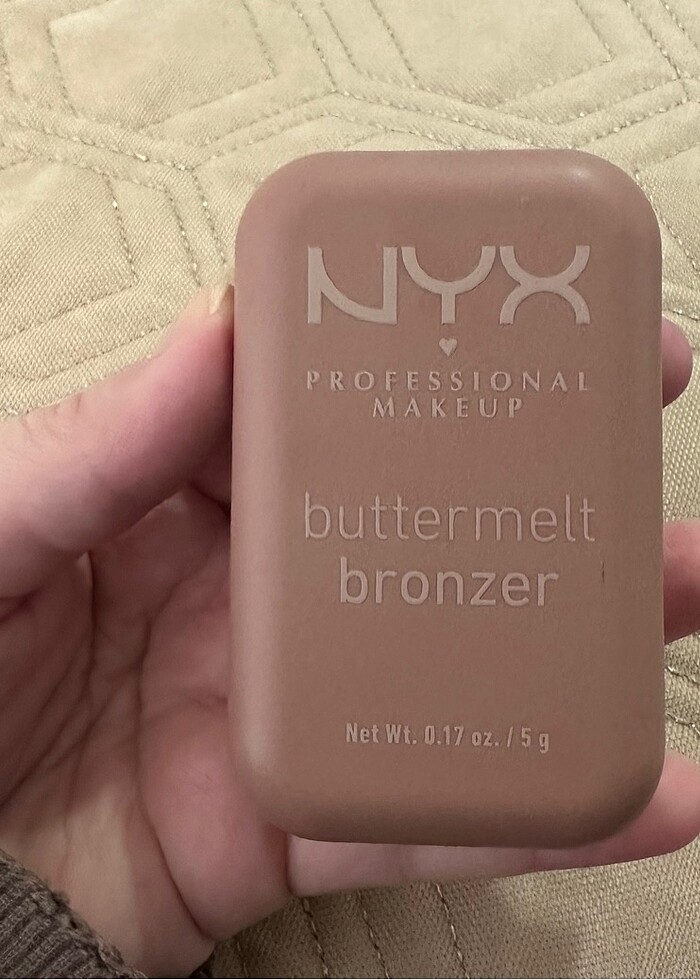 NYX
PROFESSIONAL
MAKEUP
buttermelt
bronzer
Net Wt. 0.17 oz. / 5 g